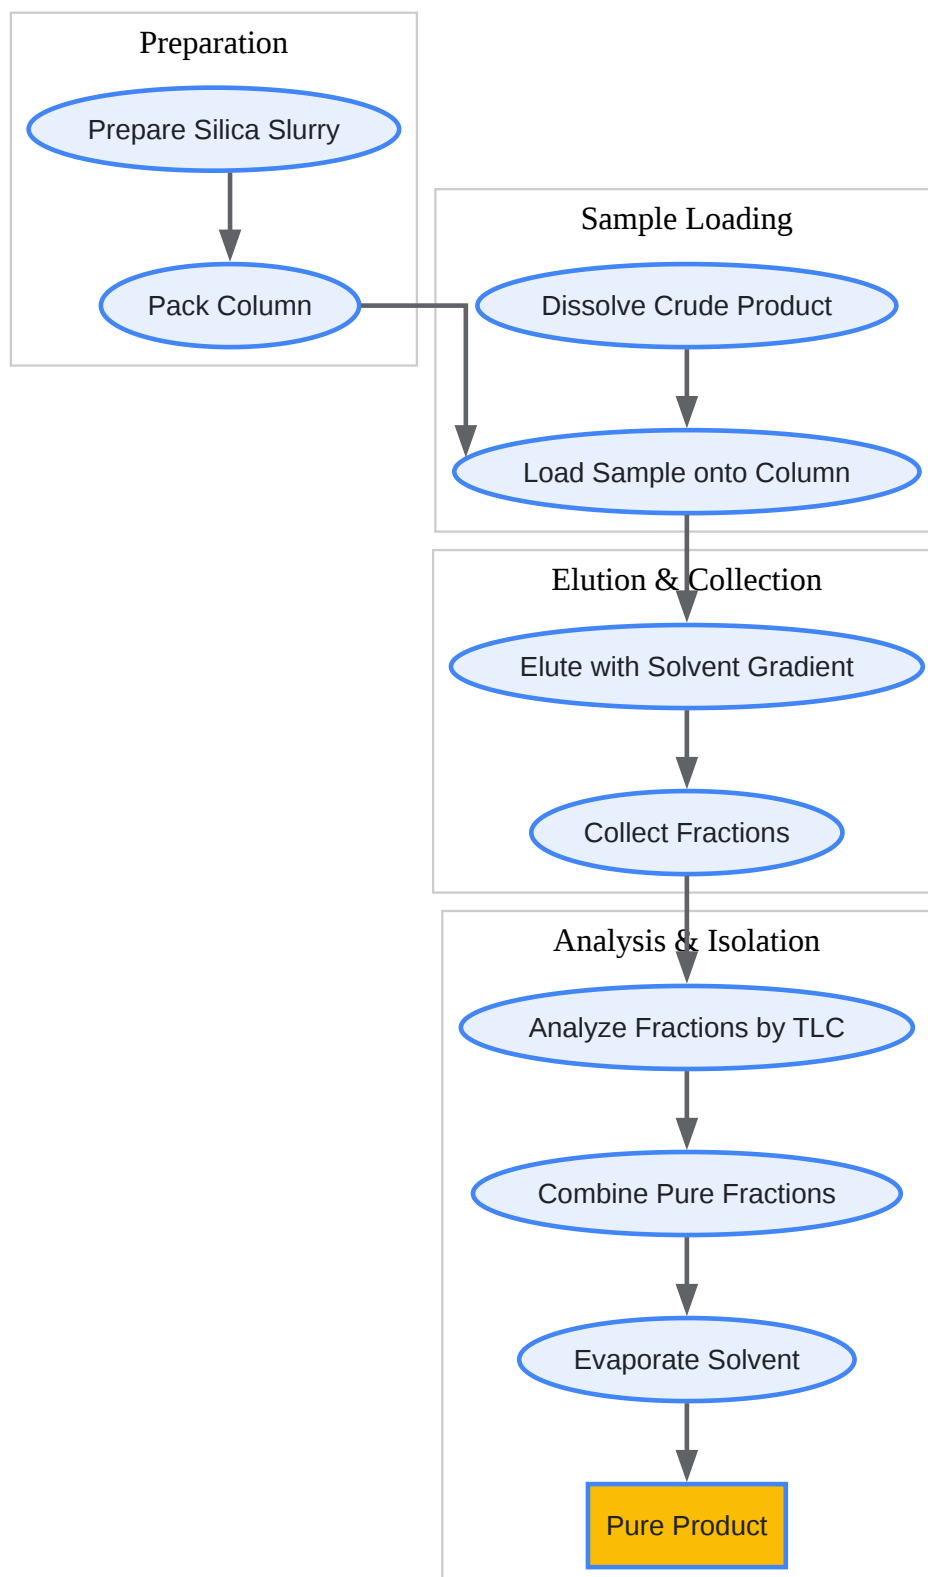 Preparation
Prepare Silica Slurry
Pack Column
Sample Loading
Dissolve Crude Product
Load Sample onto Column
Elution & Collection
Elute with Solvent Gradient
Collect Fractions
Analysis & Isolation
Analyze Fractions by TLC
Combine Pure Fractions
Evaporate Solvent
Pure Product